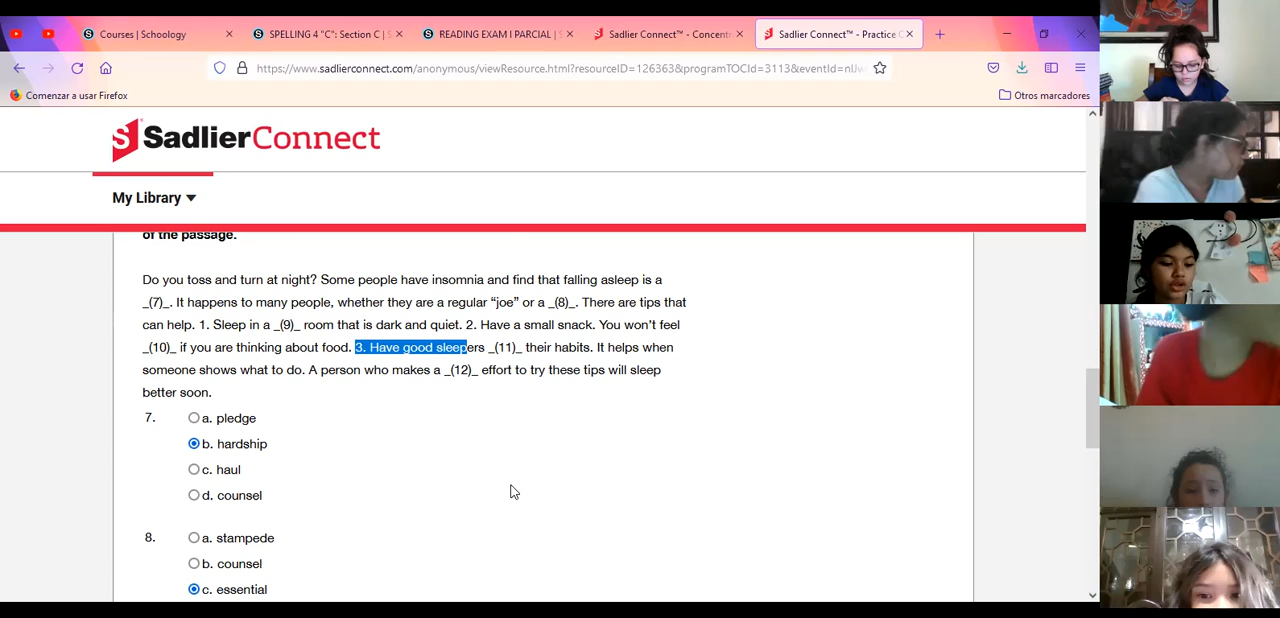 Courses | Schoology
SPELLING 4 "C": Section C | S
READING EXAM I PARCIAL | S
Sadlier Connect™ - Concent
Sadlier Connect™ - Practice C
https://www.sadlierconnect.com/anonymous/viewResource.html?resourceID=126363&programTOCId=3113&eventId=
Comenzar a usar Firefox
Otros marcadores
Sadlier Connect
My Library
of the passage.
Do you toss and turn at night? Some people have insomnia and find that falling asleep is a
_(7)_. It happens to many people, whether they are a regular “joe” or a _(8)_. There are tips that
can help. 1. Sleep in a _(9)_ room that is dark and quiet. 2. Have a small snack. You won’t feel
_(10)_ if you are thinking about food. 3. Have good sleepers _(11)_ their habits. It helps when
someone shows what to do. A person who makes a _(12)_ effort to try these tips will sleep
better soon.
7.
a. pledge
b. hardship
c. haul
d. counsel
8.
a. stampede
b. counsel
c. essential